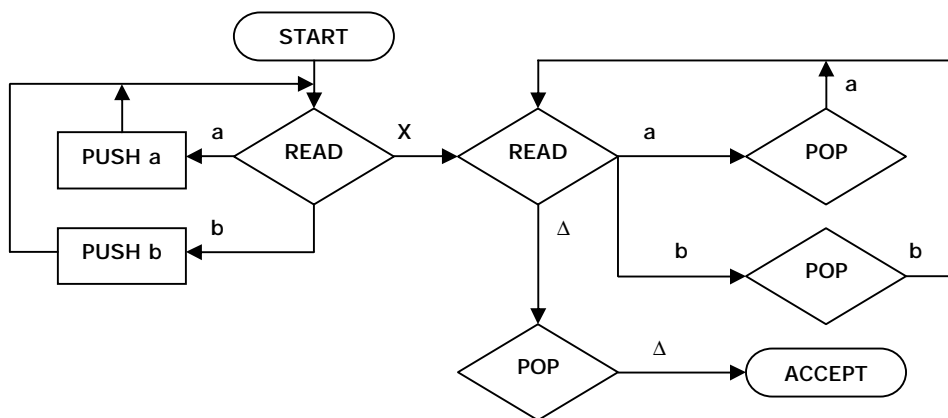 START
a
a
X
a
PUSH a
READ
READ
POP
b
b
b
PUSH b
Δ
POP
Δ
POP
ACCEPT